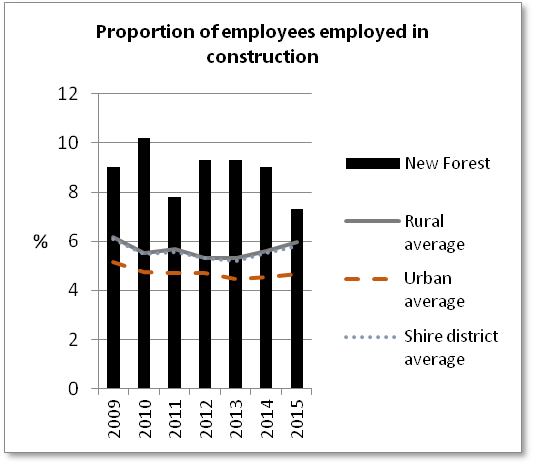 Proportion of employees employed in
construction
12
10
8
6
4
2
0
%
2009
2010
2011
2012
2013
2014
2015
New Forest
Rural
average
Urban
average
Shire district
average